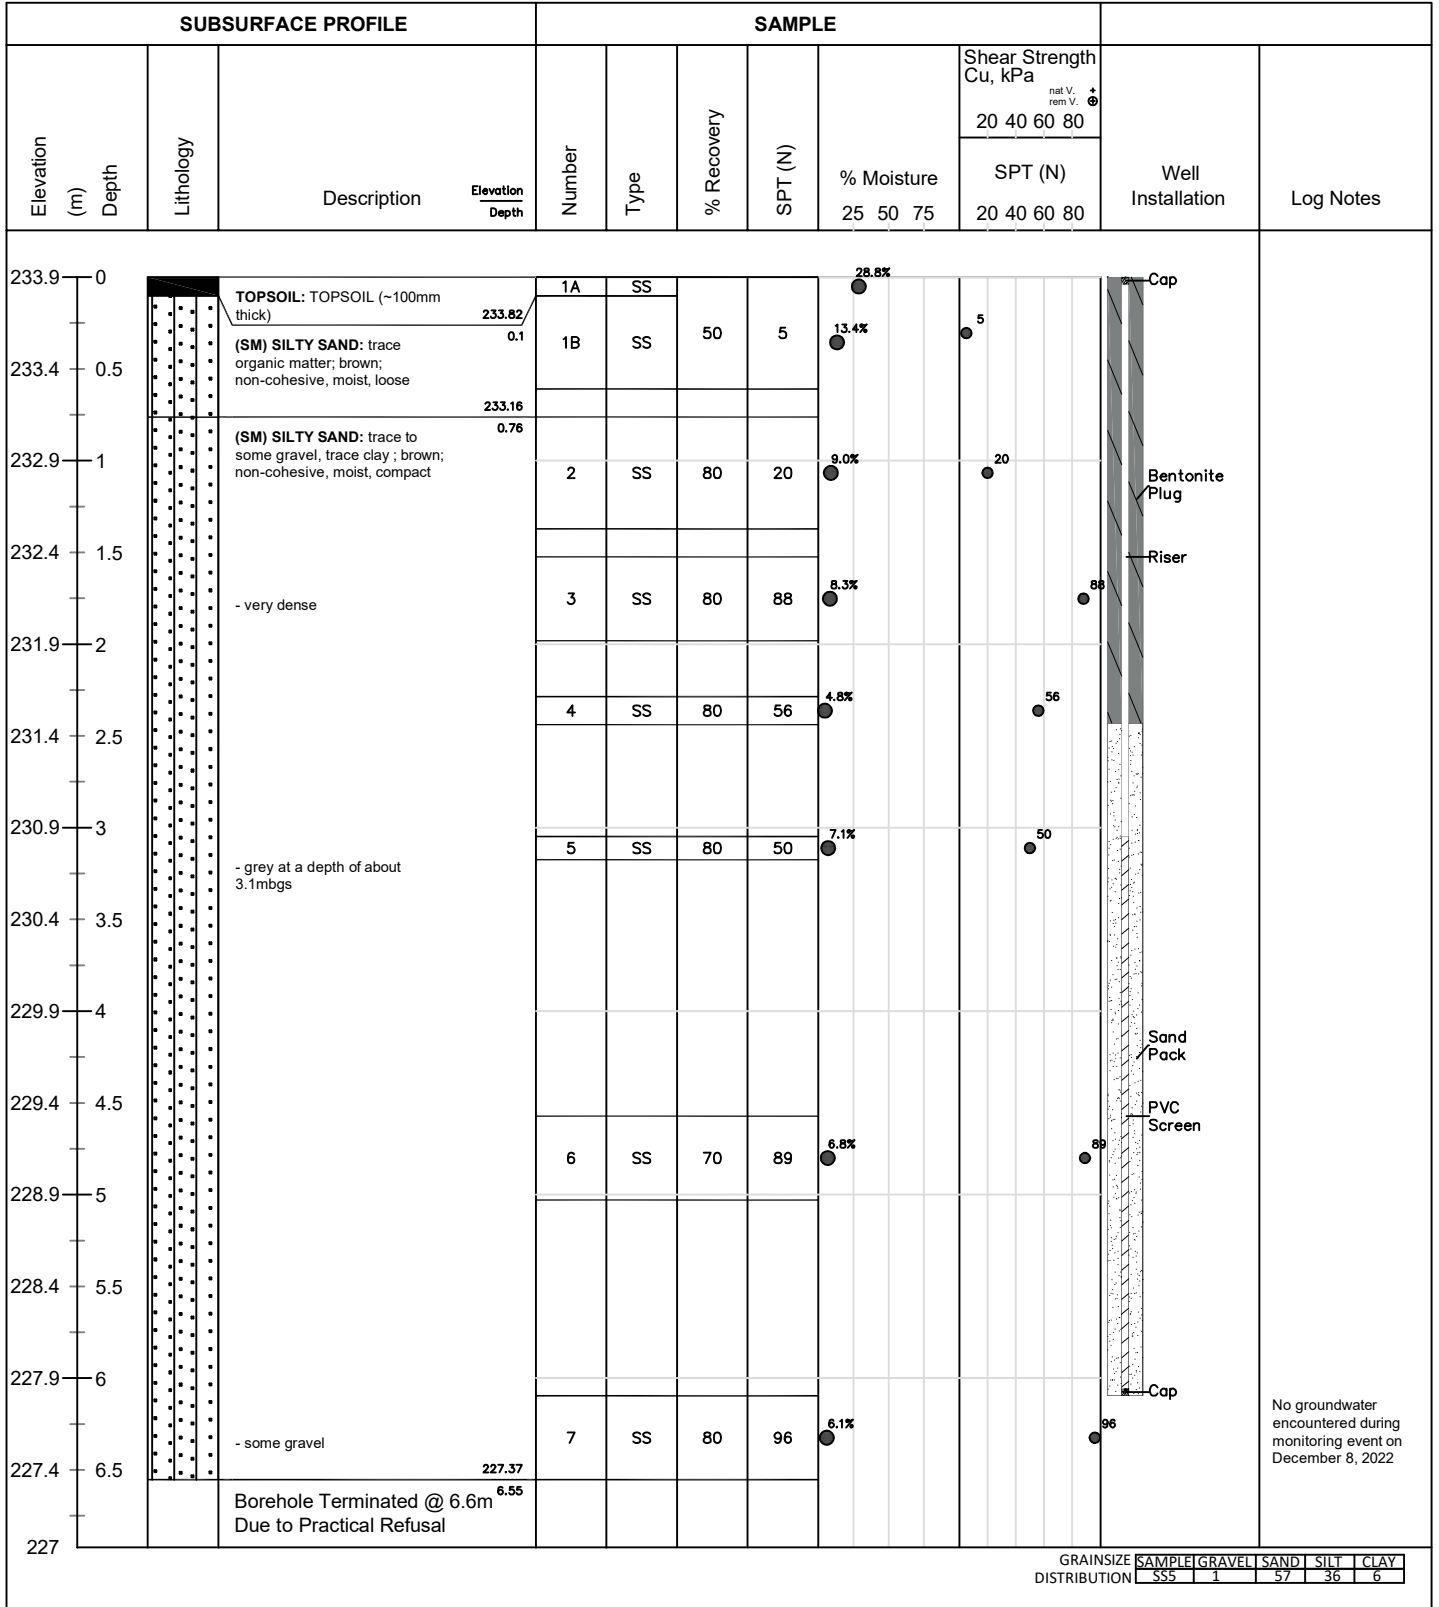 SUBSURFACE PROFILE
SAMPLE
Elevation
(m)
Depth
Lithology
Description
Elevation
Depth
Number
Type
% Recovery
SPT (N)
% Moisture
25 50 75
Shear Strength
Cu, kPa
nat V. +
rem V. ⊕
20 40 60 80
SPT (N)
20 40 60 80
Well
Installation
Log Notes
233.9 0
233.4 0.5
232.9 1
232.4 1.5
231.9 2
231.4 2.5
230.9 3
230.4 3.5
229.9 4
229.4 4.5
228.9 5
228.4 5.5
227.9 6
227.4 6.5
227
TOPSOIL: TOPSOIL (~100mm
thick)
233.82
0.1
(SM) SILTY SAND: trace
organic matter; brown;
non-cohesive, moist, loose
233.16
0.76
(SM) SILTY SAND: trace to
some gravel, trace clay ; brown;
non-cohesive, moist, compact
- very dense
- grey at a depth of about
3.1mbgs
- some gravel
227.37
6.55
Borehole Terminated @ 6.6m
Due to Practical Refusal
1A SS 28.8%
1B SS 50 5 13.4% 5
2 SS 80 20 9.0% 20
3 SS 80 88 8.3% 88
4 SS 80 56 4.8% 56
5 SS 80 50 7.1% 50
6 SS 70 89 6.8% 89
7 SS 80 96 6.1% 96
Cap
Bentonite
Plug
Riser
Sand
Pack
PVC
Screen
Cap
No groundwater
encountered during
monitoring event on
December 8, 2022
GRAINSIZE
DISTRIBUTION
SAMPLE GRAVEL SAND SILT CLAY
SS5 1 57 36 6